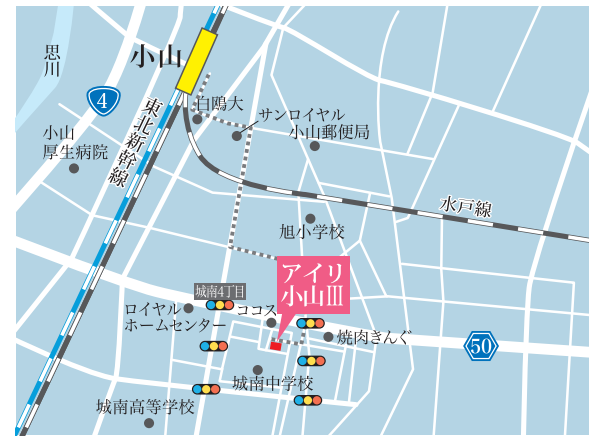 思川
小山
4
白鴎大
サンロイヤル
小山郵便局
小山
厚生病院
東北新幹線
水戸線
旭小学校
アイリ
小山Ⅲ
城南4丁目
ロイヤル
ホームセンター
ココス
焼肉きんぐ
50
城南中学校
城南高等学校